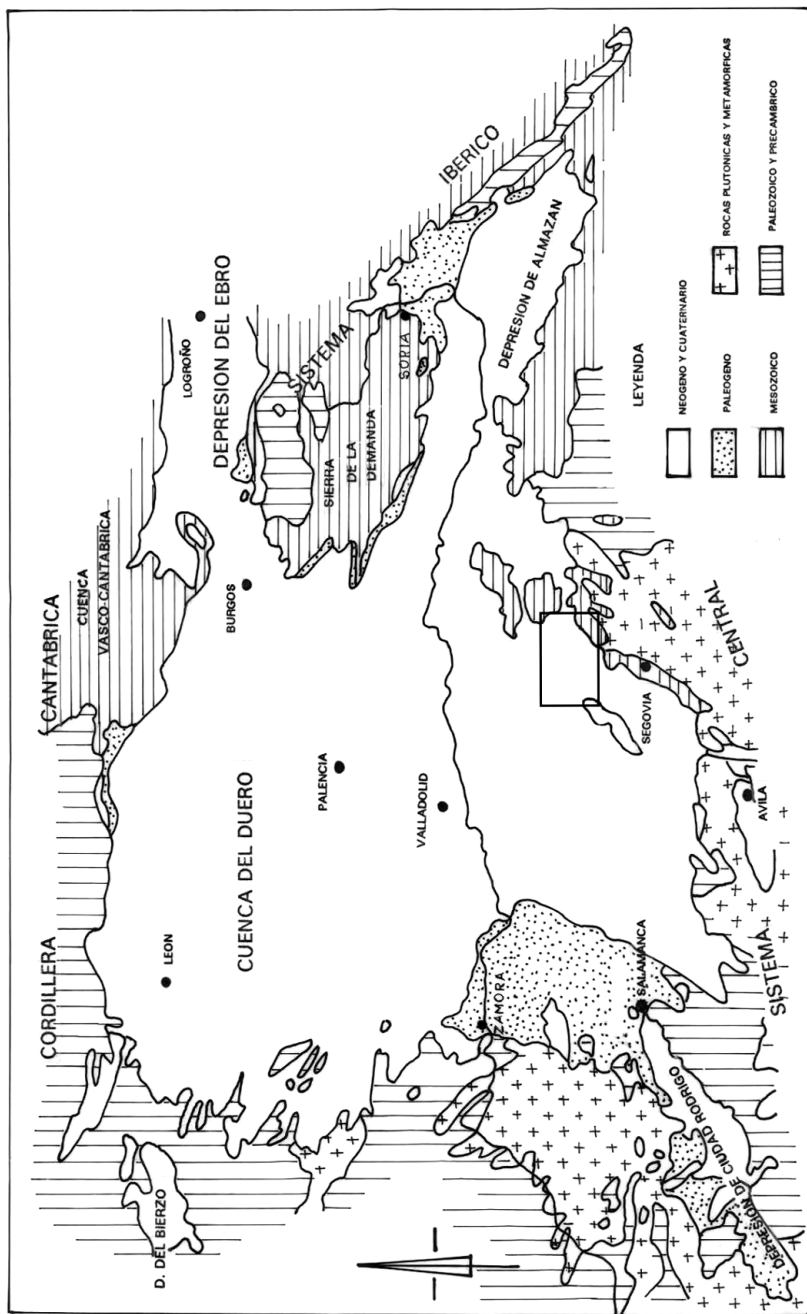 CORDILLERA
CANTABRICA
CUENCA
VASCO-CANTABRICA
D. DEL BIERZO
LEON
LOGROÑO
DEPRESION DEL EBRO
BURGOS
CUENCA DEL DUERO
PALENCIA
SIERRA
DE LA
DEMANDA
SISTEMA
IBERICO
SORIA
VALLADOLID
ZAMORA
DEPRESION DE ALMAZAN
SALAMANCA
SEGOVIA
AVILA
SISTEMA
CENTRAL
DEPRESION DE CIUDAD RODRIGO
LEYENDA
NEOGENO Y CUATERNARIO
PALEOGENO
MESOZOICO
ROCAS PLUTONICAS Y METAMORFICAS
PALEOZOICO Y PRECAMBRICO